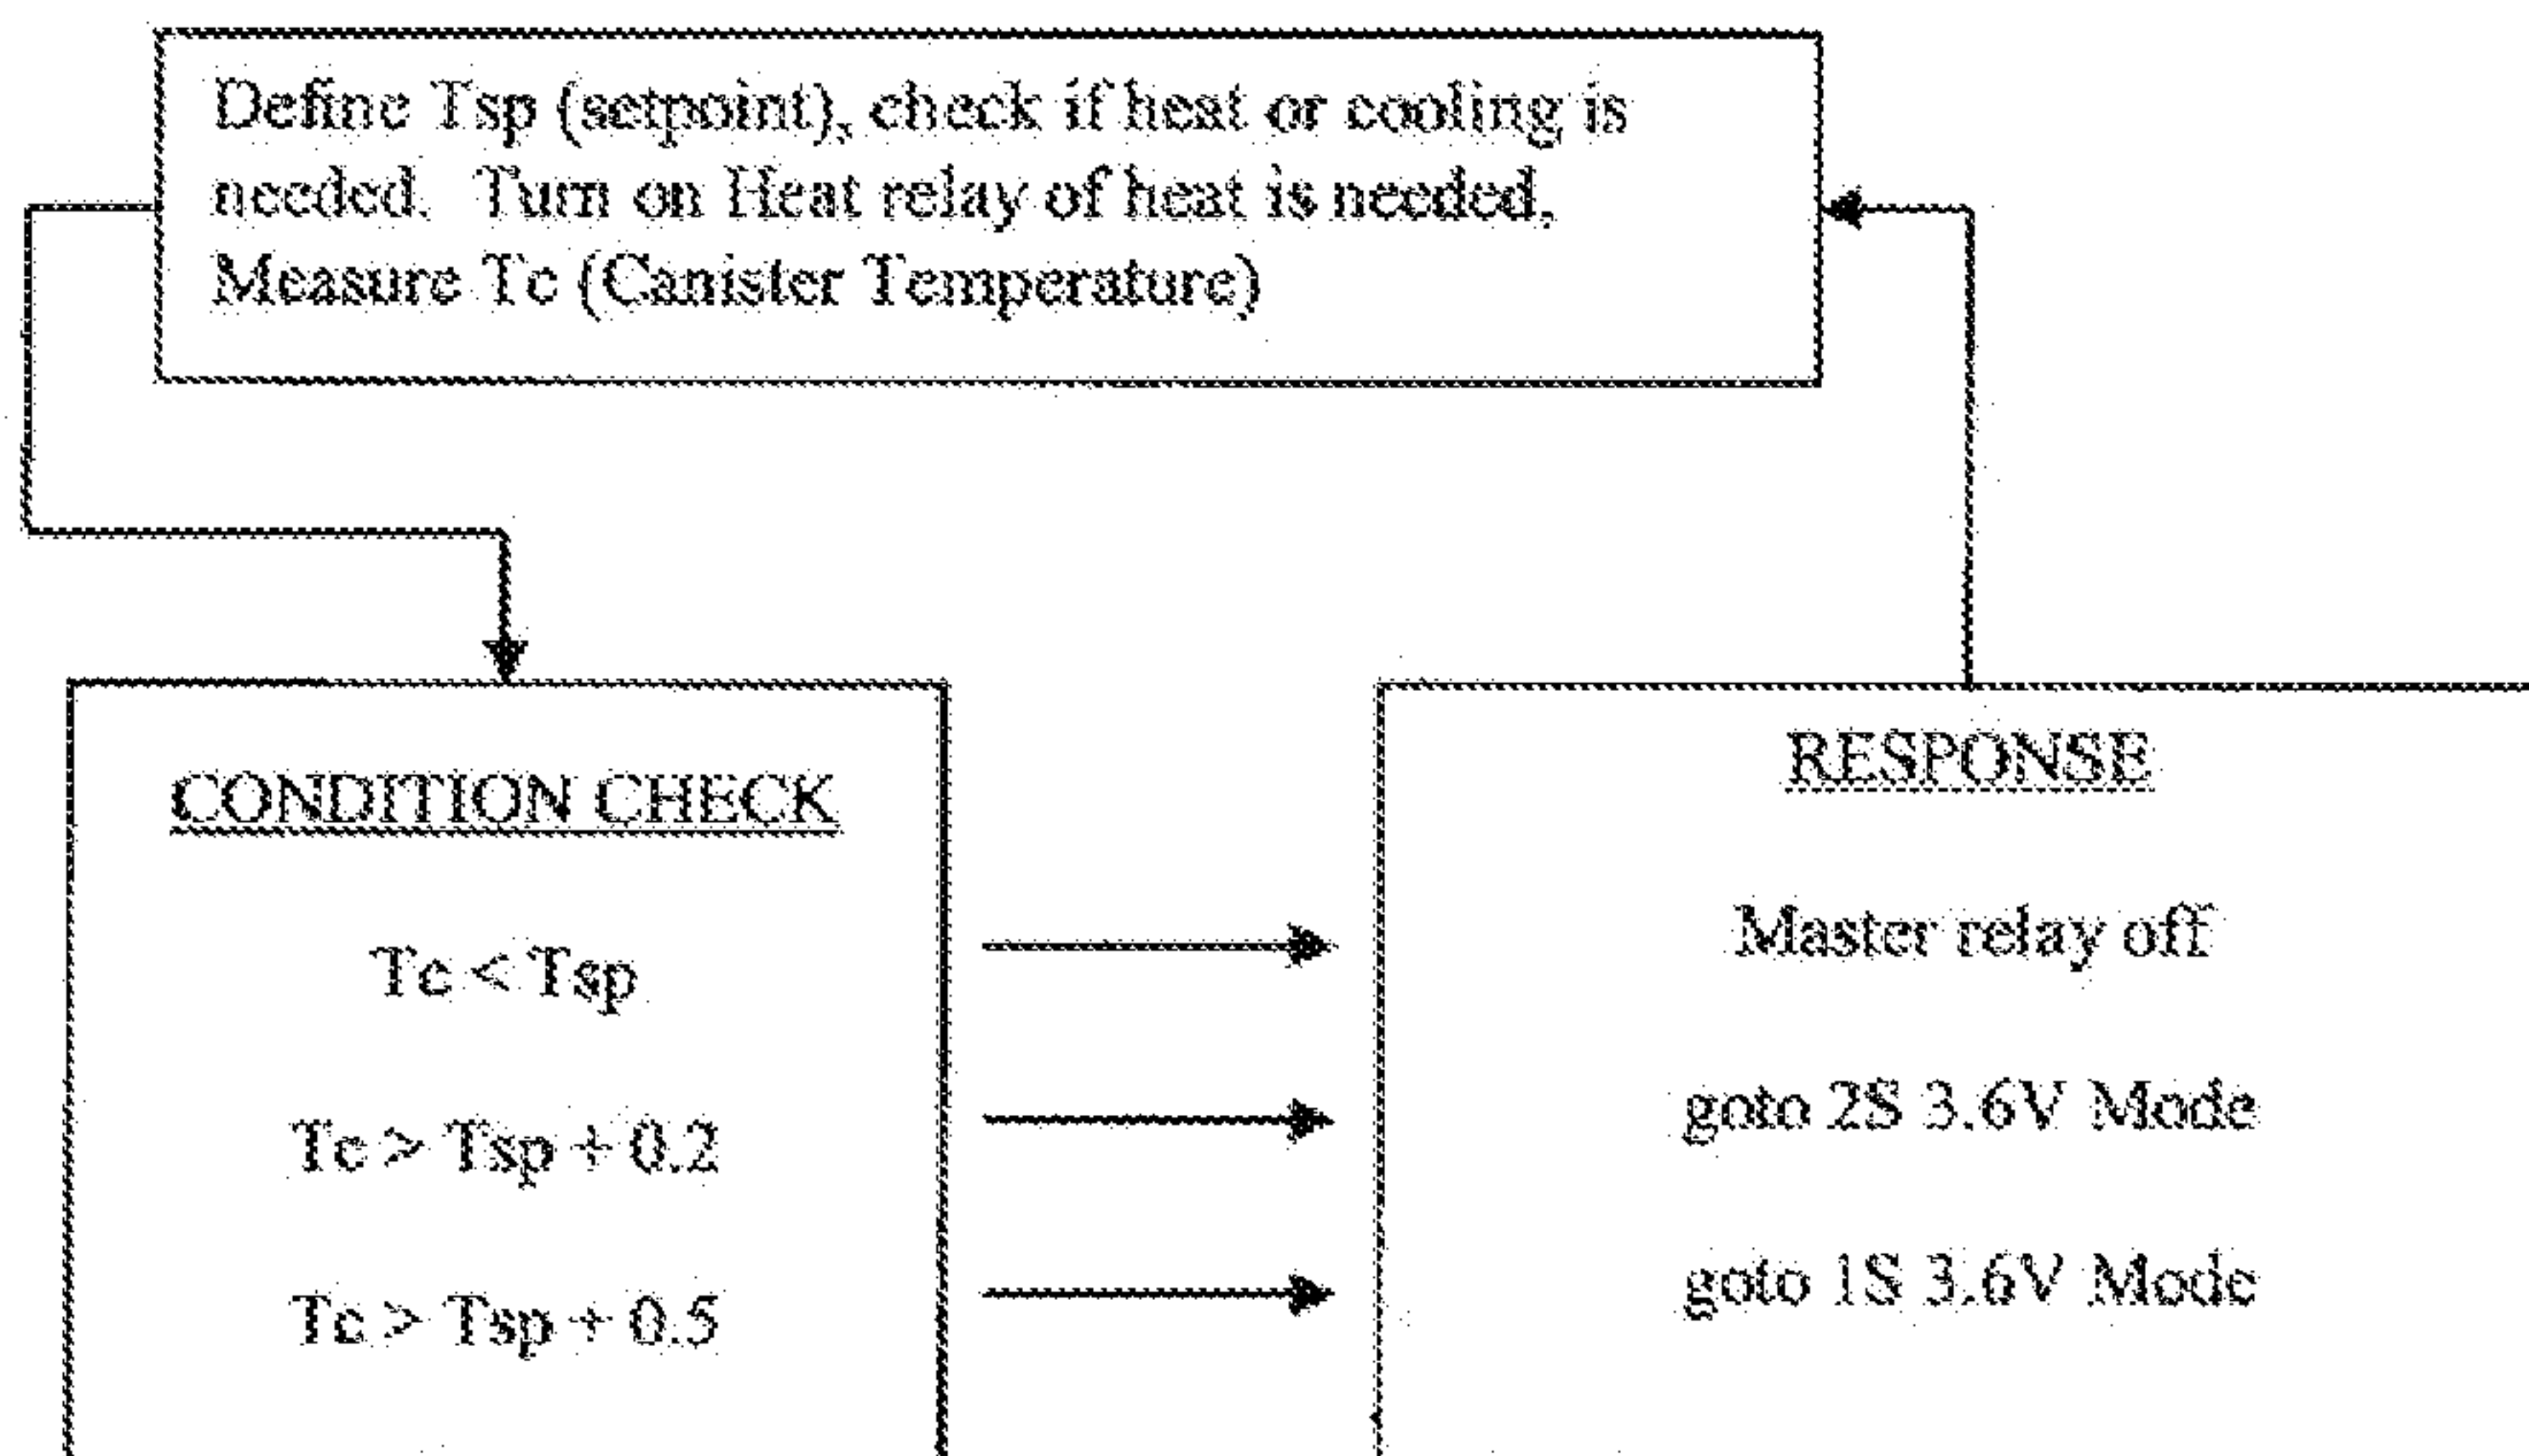 Define Tsp (setpoint), check if heat or cooling is
needed. Turn on Heat relay of heat is needed,
Measure Tc (Canister Temperature)
CONDITION CHECK
Tc < Tsp
Tc > Tsp + 0.2
Tc > Tsp + 0.5
RESPONSE
Master relay off
goto 2S 3.6V Mode
goto 1S 3.6V Mode